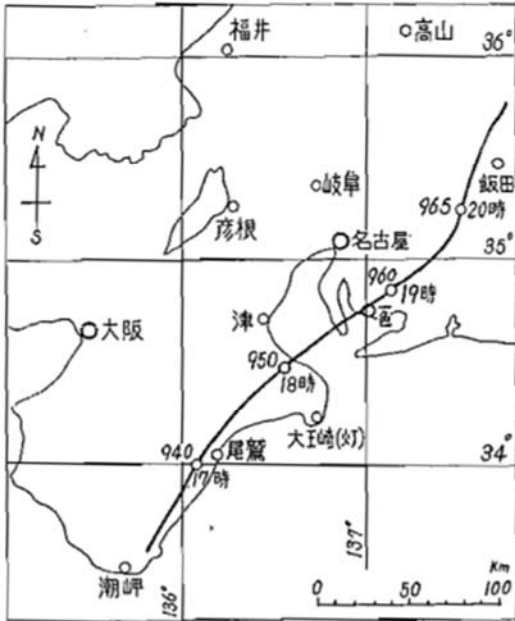 福井
高山
36°
N
S
岐阜
飯田
彦根
965
20時
名古屋
35°
960
19時
一色
津
大阪
950
18時
大王崎(灯)
尾鷲
940
17時
34°
潮岬
136°
137°
Km
0 50 100